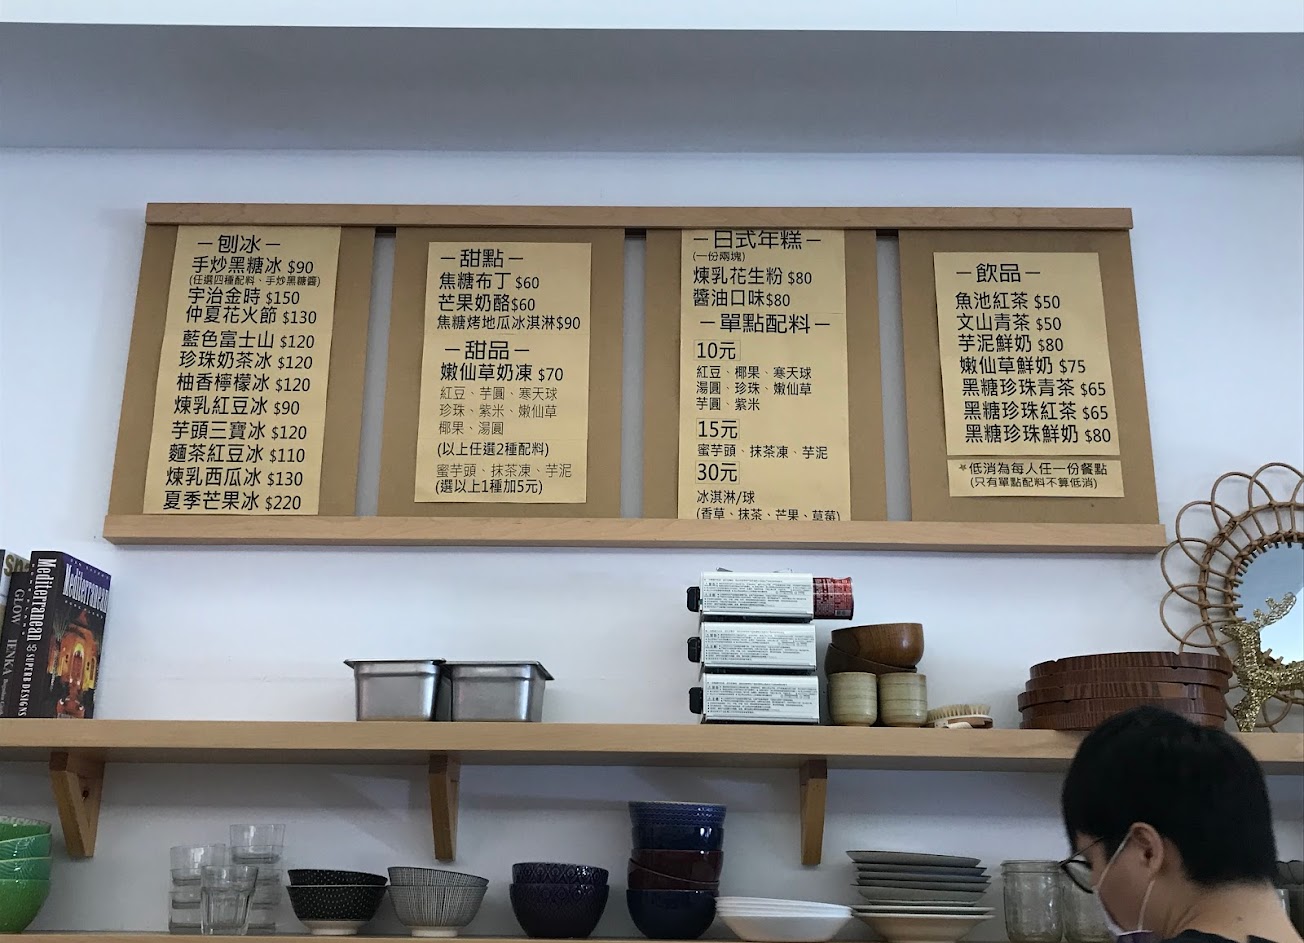 －刨冰－
手炒黑糖冰 $90
(任選四種配料、手炒黑糖醬)
宇治金時 $150
仲夏花火節 $130
藍色富士山 $120
珍珠奶茶冰 $120
柚香檸檬冰 $120
煉乳紅豆冰 $90
芋頭三寶冰 $120
麵茶紅豆冰 $110
煉乳西瓜冰 $130
夏季芒果冰 $220
－甜點－
焦糖布丁 $60
芒果奶酪$60
焦糖烤地瓜冰淇淋$90
－甜品－
嫩仙草奶凍 $70
紅豆、芋圓、寒天球
珍珠、紫米、嫩仙草
椰果、湯圓
(以上任選2種配料)
蜜芋頭、抹茶凍、芋泥
(選以上1種加5元)
－日式年糕－
(一份兩塊)
煉乳花生粉 $80
醬油口味$80
－單點配料－
10元
紅豆、椰果、寒天球
湯圓、珍珠、嫩仙草
芋圓、紫米
15元
蜜芋頭、抹茶凍、芋泥
30元
冰淇淋/球
(香草、抹茶、芒果、草莓)
－飲品－
魚池紅茶 $50
文山青茶 $50
芋泥鮮奶 $80
嫩仙草鮮奶 $75
黑糖珍珠青茶 $65
黑糖珍珠紅茶 $65
黑糖珍珠鮮奶 $80
*低消為每人任一份餐點
(只有單點配料不算低消)
GLOW
Mediterranean
SUPERB DESIGNS
Mediterranean